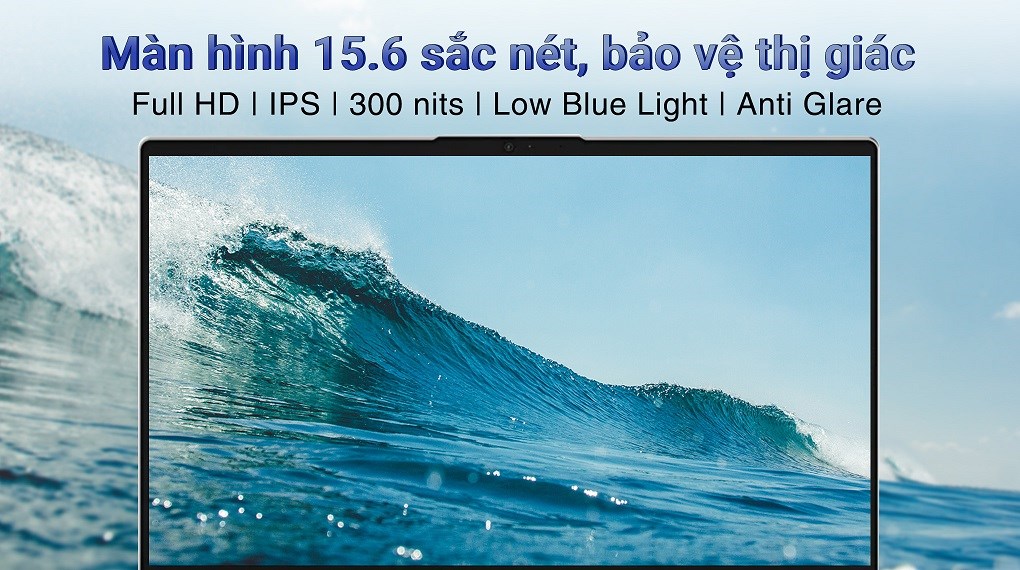 Màn hình 15.6 sắc nét, bảo vệ thị giác
Full HD | IPS | 300 nits | Low Blue Light | Anti Glare